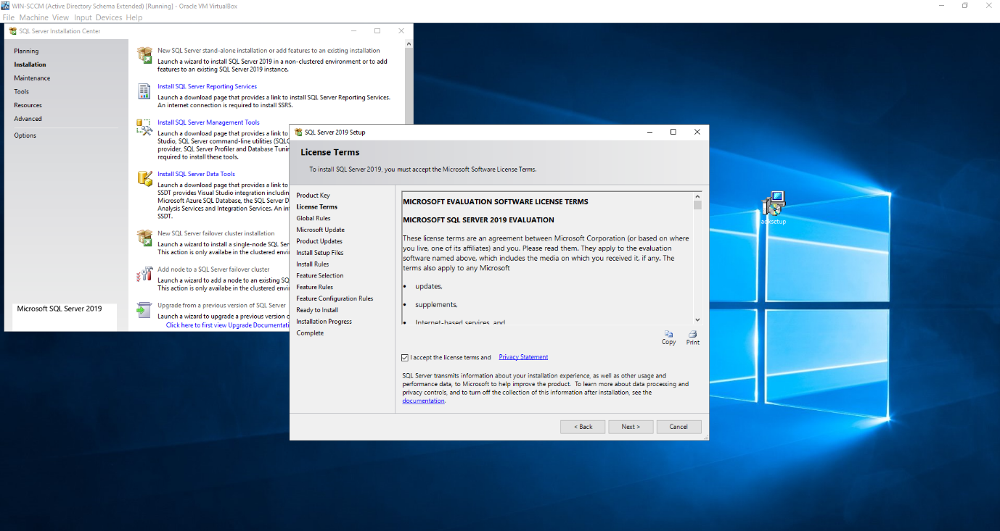 WIN-SCCM (Active Directory Schema Extended) [Running] - Oracle VM VirtualBox
File Machine View Input Devices Help
SQL Server Installation Center
Planning
Installation
Maintenance
Tools
Resources
Advanced
Options
Microsoft SQL Server 2019
New SQL Server stand-alone installation or add features to an existing installation
Launch a wizard to install SQL Server 2019 in a non-clustered environment or to add
features to an existing SQL Server 2019 instance.
Install SQL Server Reporting Services
Launch a download page that provides a link to install SQL Server Reporting Services.
An internet connection is required to install SSRS.
Install SQL Server Management Tools
Launch a download page that provides a link to
Studio, SQL Server command-line utilities (SQLC
provider, SQL Server Profiler and Database Tunin
required to install these tools.
Install SQL Server Data Tools
Launch a download page that provides a link to
SSDT provides Visual Studio integration including
Microsoft Azure SQL Database, the SQL Server D
Analysis Services and Integration Services. An int
SSDT.
New SQL Server failover cluster installation
Launch a wizard to install a single-node SQL Ser
This action is only availabe in the clustered envi
Add node to a SQL Server failover cluster
Launch a wizard to add a node to an existing SQ
This action is only availabe in the clustered envi
Upgrade from a previous version of SQL Server
Launch a wizard to upgrade a previous version o
Click here to first view Upgrade Documentati
SQL Server 2019 Setup
License Terms
To install SQL Server 2019, you must accept the Microsoft Software License Terms.
Product Key
License Terms
Global Rules
Microsoft Update
Product Updates
Install Setup Files
Install Rules
Feature Selection
Feature Rules
Feature Configuration Rules
Ready to Install
Installation Progress
Complete
MICROSOFT EVALUATION SOFTWARE LICENSE TERMS
MICROSOFT SQL SERVER 2019 EVALUATION
These license terms are an agreement between Microsoft Corporation (or based on where
you live, one of its affiliates) and you. Please read them. They apply to the evaluation
software named above, which includes the media on which you received it, if any. The
terms also apply to any Microsoft
• updates,
• supplements,
• Internet-based services, and
Copy
Print
I accept the license terms and Privacy Statement
SQL Server transmits information about your installation experience, as well as other usage and
performance data, to Microsoft to help improve the product. To learn more about data processing and
privacy controls, and to turn off the collection of this information after installation, see the
documentation.
< Back
Next >
Cancel
adksetup